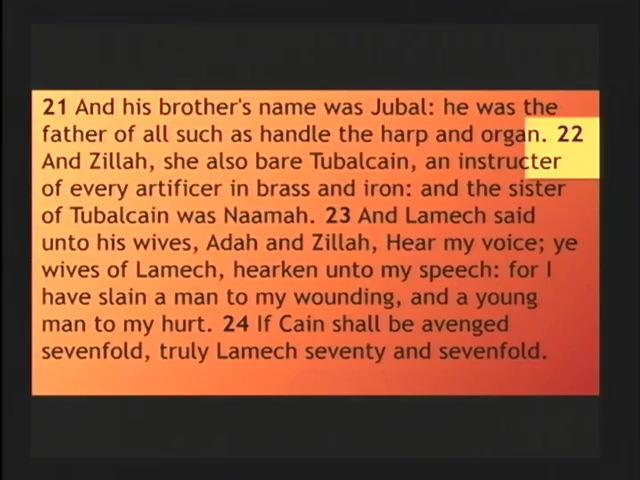 21 And his brother's name was Jubal: he was the
father of all such as handle the harp and organ. 22
And Zillah, she also bare Tubalcain, an instructer
of every artificer in brass and iron: and the sister
of Tubalcain was Naamah. 23 And Lamech said
unto his wives, Adah and Zillah, Hear my voice; ye
wives of Lamech, hearken unto my speech: for I
have slain a man to my wounding, and a young
man to my hurt. 24 If Cain shall be avenged
sevenfold, truly Lamech seventy and sevenfold.